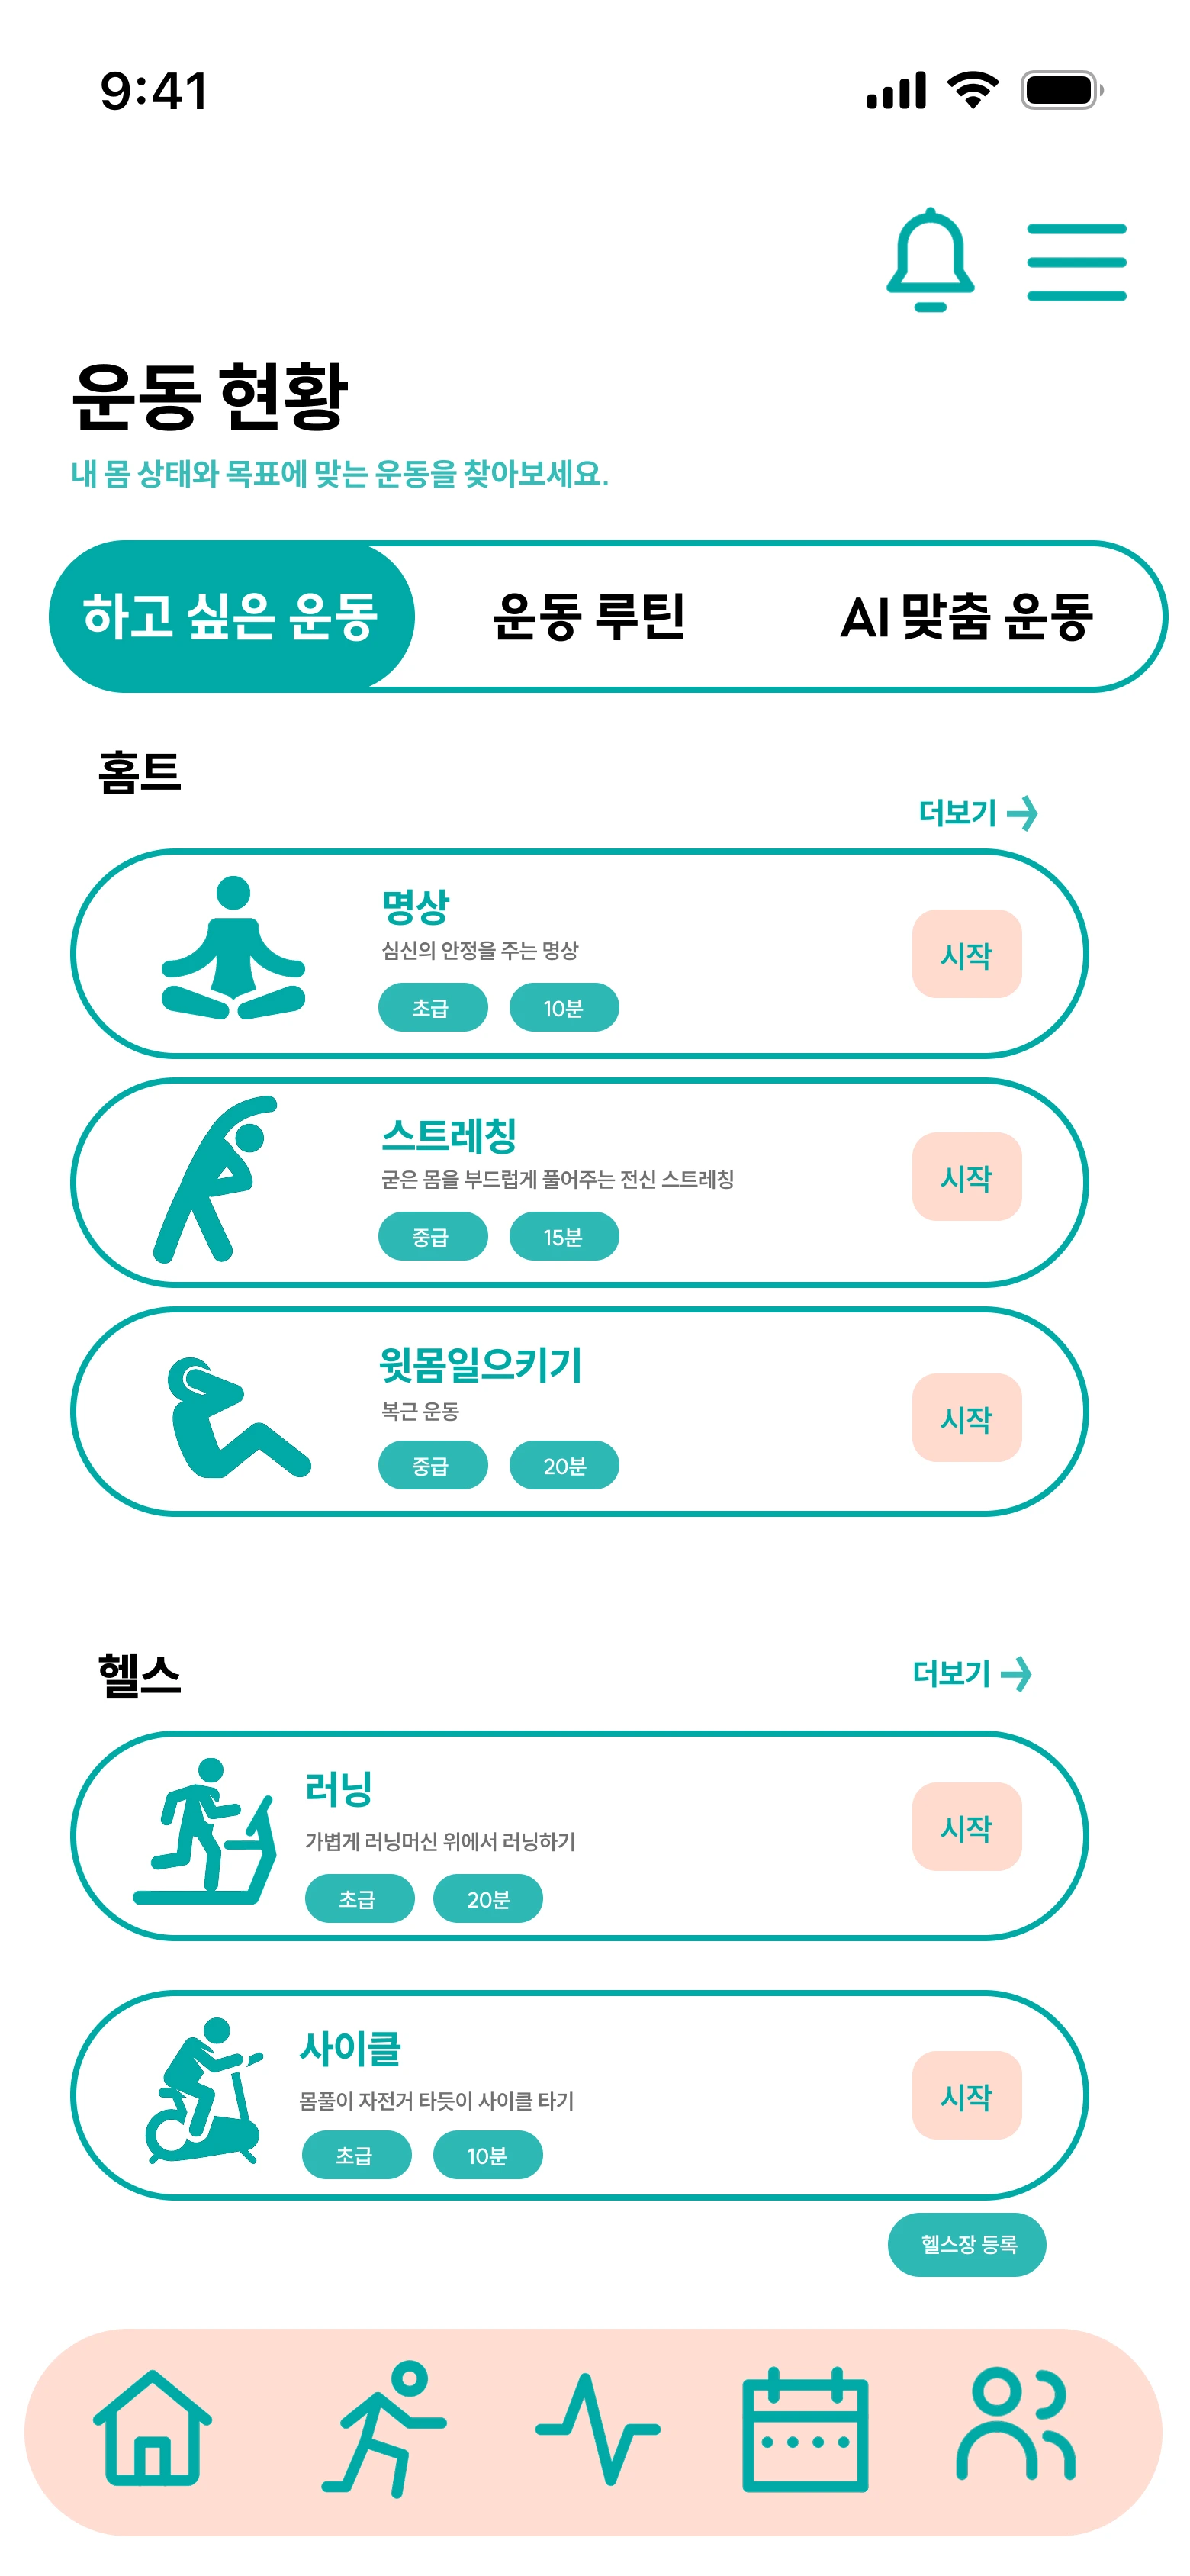 9:41
운동 현황
내 몸 상태와 목표에 맞는 운동을 찾아보세요.
하고 싶은 운동 운동 루틴 AI 맞춤 운동
홈트
더보기
명상
심신의 안정을 주는 명상
초급 10분
시작
스트레칭
굳은 몸을 부드럽게 풀어주는 전신 스트레칭
중급 15분
시작
윗몸일으키기
복근 운동
중급 20분
시작
헬스
더보기
러닝
가볍게 러닝머신 위에서 러닝하기
초급 20분
시작
사이클
몸풀이 자전거 타듯이 사이클 타기
초급 10분
시작
헬스장 등록